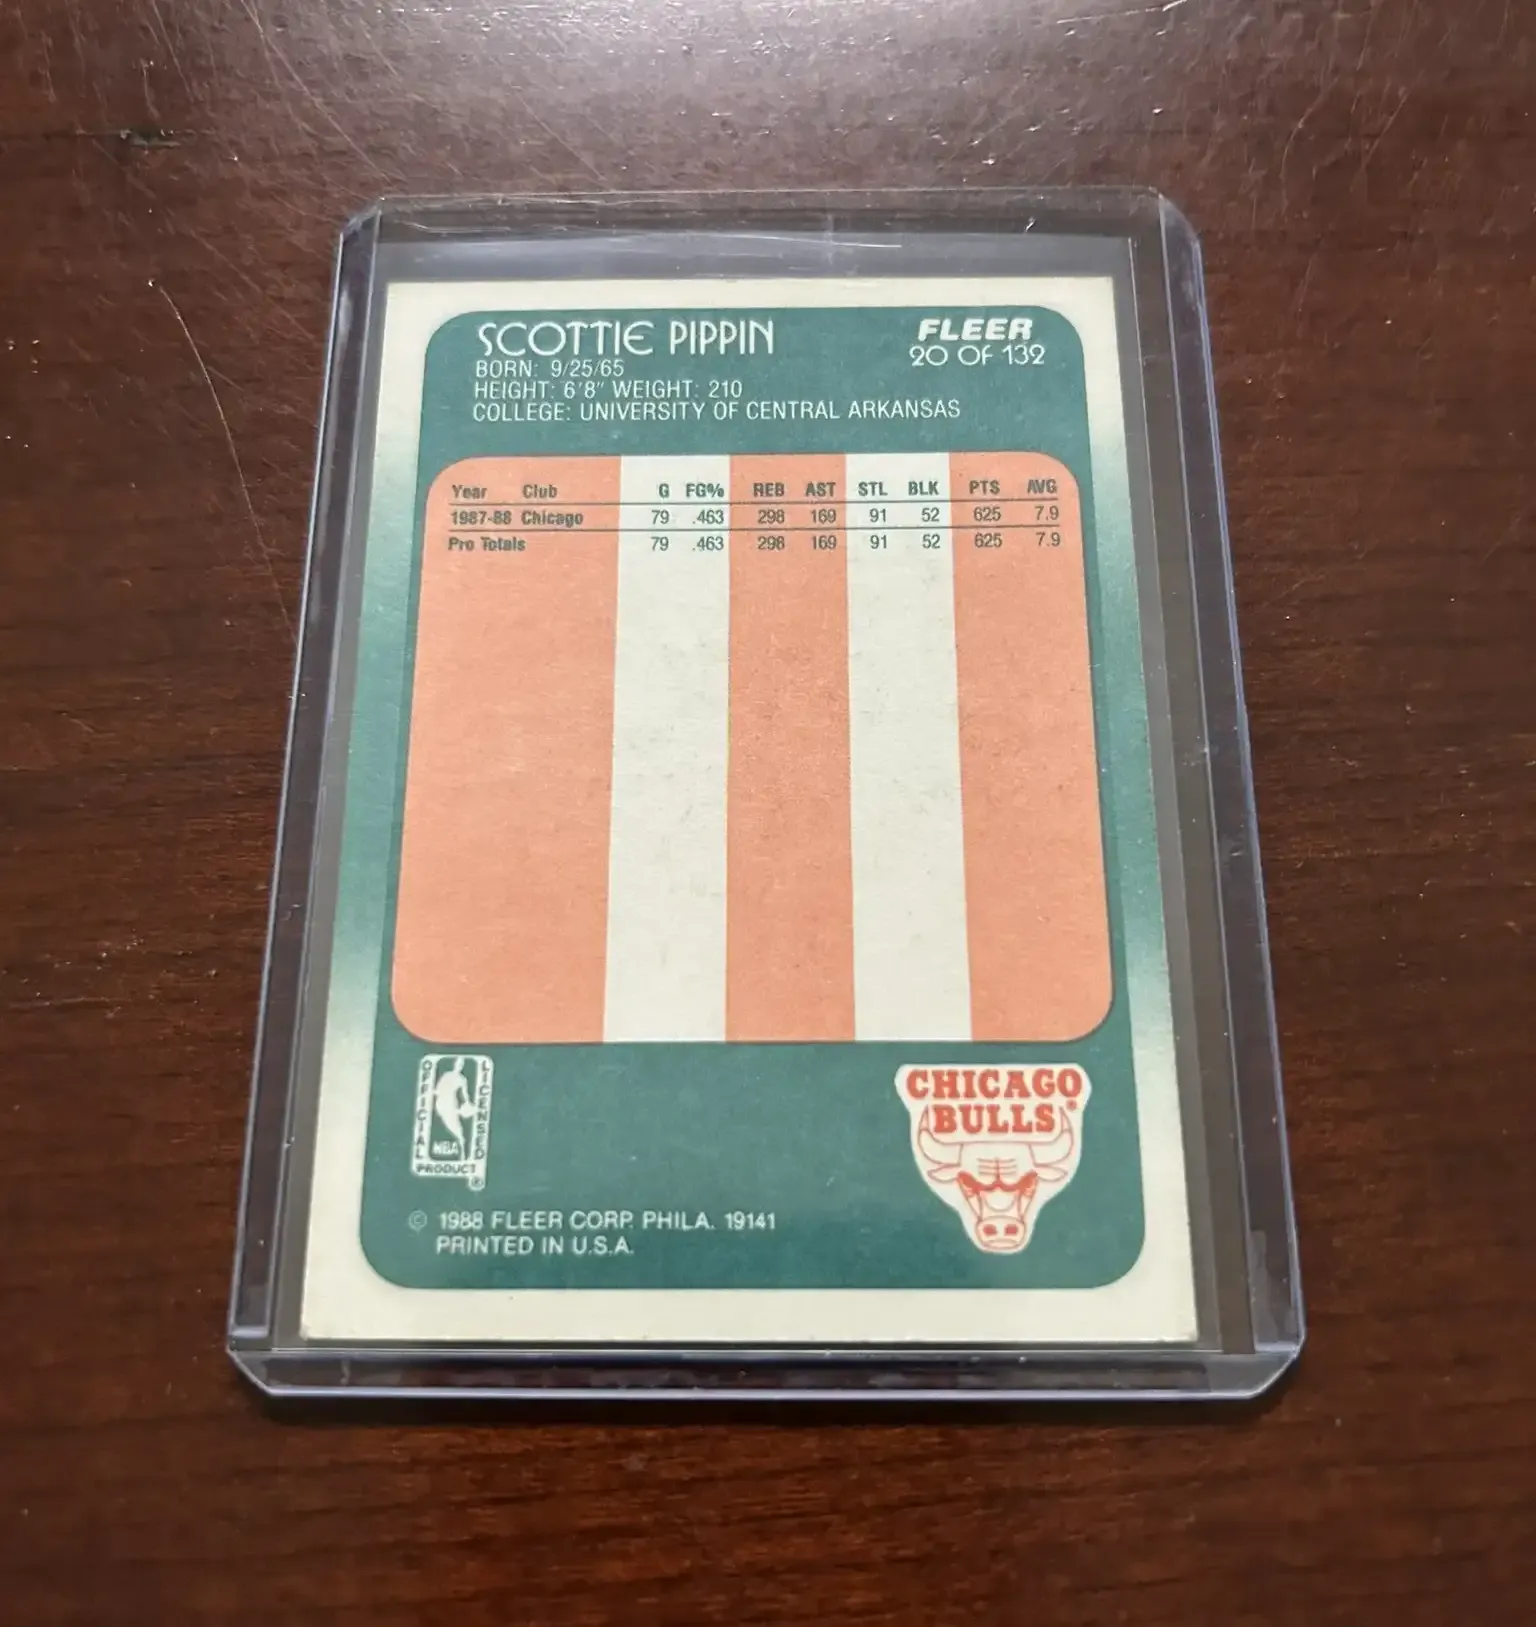 SCOTTIE PIPPIN
FLEER
20 OF 132
BORN: 9/25/65
HEIGHT: 6'8" WEIGHT: 210
COLLEGE: UNIVERSITY OF CENTRAL ARKANSAS
Year Club G FG% REB AST STL BLK PTS AVG
1987-88 Chicago 79 .463 298 169 91 52 625 7.9
Pro Totals 79 .463 298 169 91 52 625 7.9
OFFICIAL LICENSED
NBA
PRODUCT
®
CHICAGO
BULLS®
© 1988 FLEER CORP. PHILA. 19141
PRINTED IN U.S.A.